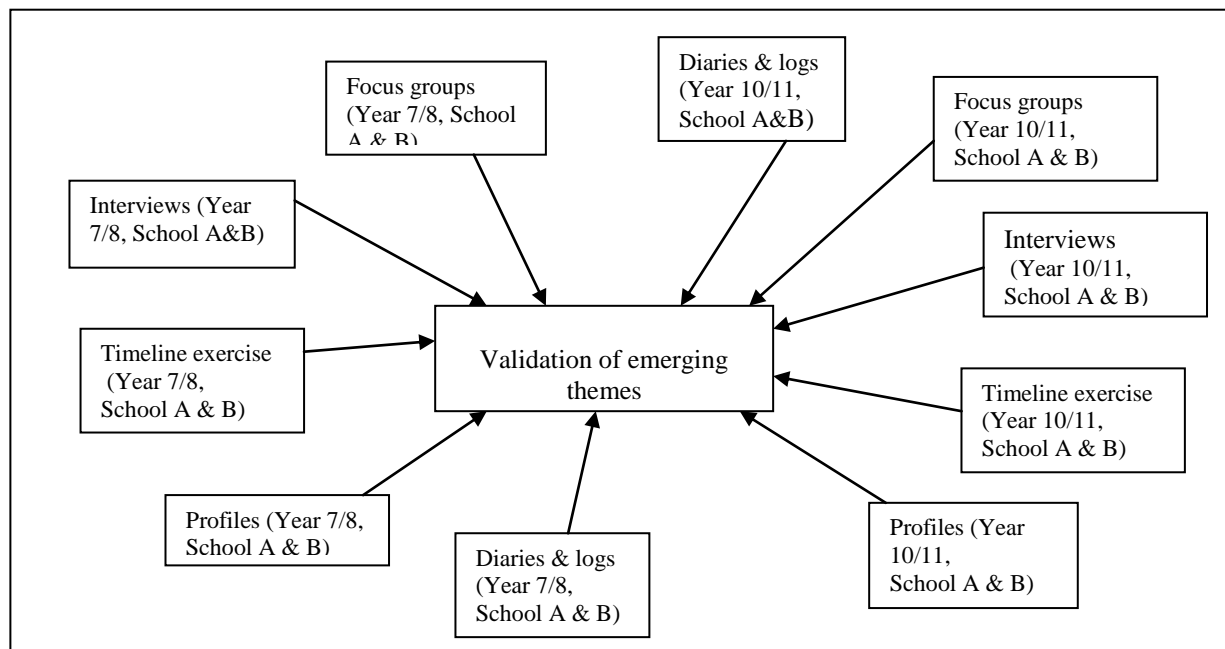 Focus groups
(Year 7/8, School
A & B)
Diaries & logs
(Year 10/11,
School A&B)
Focus groups
(Year 10/11,
School A & B)
Interviews (Year
7/8, School A&B)
Interviews
(Year 10/11,
School A & B)
Validation of emerging
themes
Timeline exercise
(Year 7/8,
School A & B)
Timeline exercise
(Year 10/11,
School A & B)
Profiles (Year 7/8,
School A & B)
Diaries & logs
(Year 7/8,
School A & B)
Profiles (Year
10/11,
School A & B)